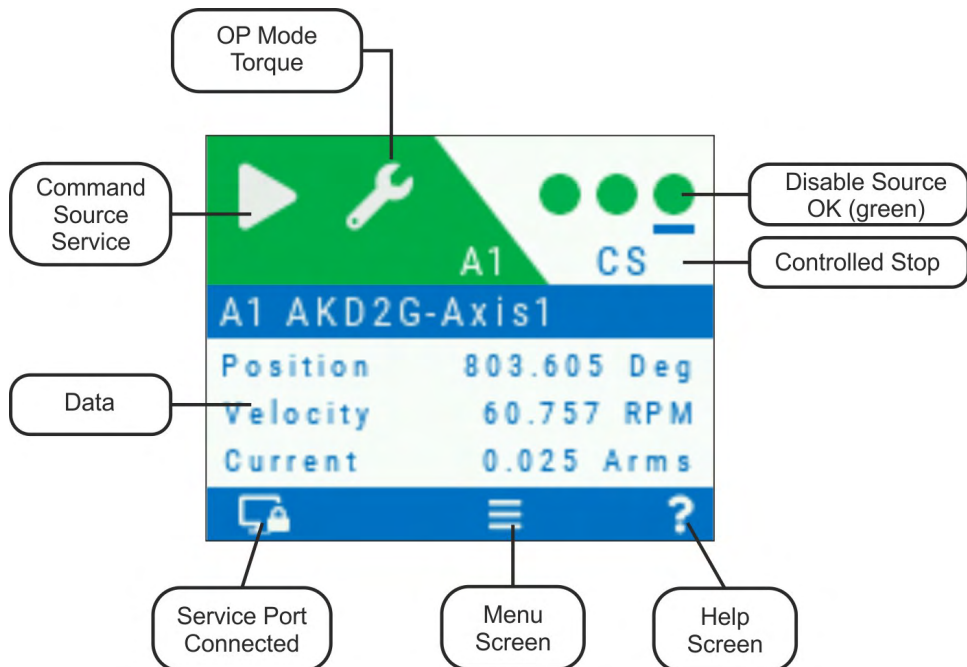 OP Mode
Torque
Command
Source
Service
Disable Source
OK (green)
A1
CS
Controlled Stop
A1 AKD2G-Axis1
Position 803.605 Deg
Data
Velocity 60.757 RPM
Current 0.025 Arms
?
Service Port
Connected
Menu
Screen
Help
Screen